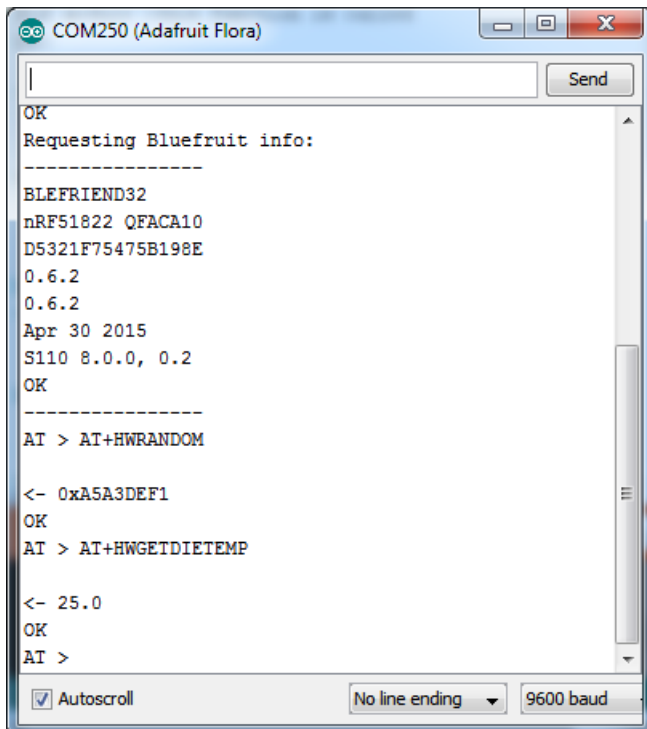 COM250 (Adafruit Flora)
Send
OK
Requesting Bluefruit info:
----------------
BLEFRIEND32
nRF51822 QFACA10
D5321F75475B198E
0.6.2
0.6.2
Apr 30 2015
S110 8.0.0, 0.2
OK
----------------
AT > AT+HWRANDOM
<- 0xA5A3DEF1
OK
AT > AT+HWGETDIETEMP
<- 25.0
OK
AT >
Autoscroll
No line ending
9600 baud